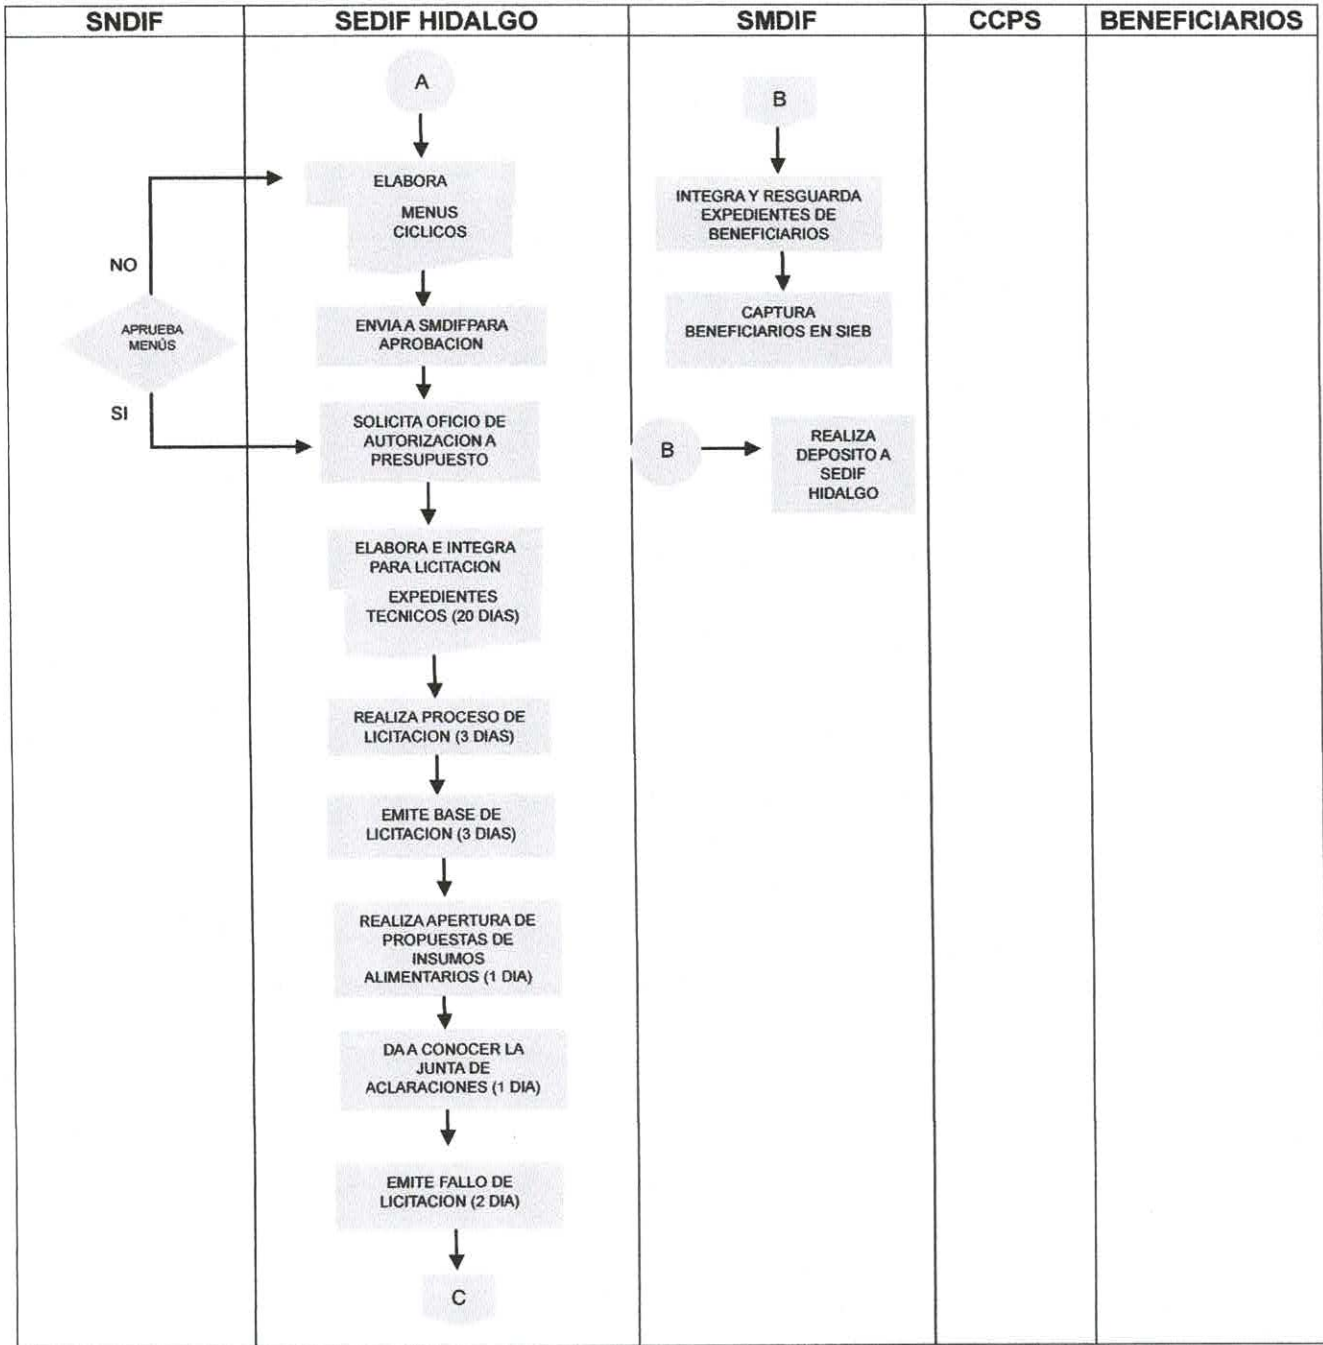 SNDIF
SEDIF HIDALGO
SMDIF
CCPS
BENEFICIARIOS
A
ELABORA
MENUS
CICLICOS
NO
APRUEBA
MENÚS
SI
ENVIA A SMDIFPARA
APROBACION
SOLICITA OFICIO DE
AUTORIZACION A
PRESUPUESTO
ELABORA E INTEGRA
PARA LICITACION
EXPEDIENTES
TECNICOS (20 DIAS)
REALIZA PROCESO DE
LICITACION (3 DIAS)
EMITE BASE DE
LICITACION (3 DIAS)
REALIZA APERTURA DE
PROPUESTAS DE
INSUMOS
ALIMENTARIOS (1 DIA)
DA A CONOCER LA
JUNTA DE
ACLARACIONES (1 DIA)
EMITE FALLO DE
LICITACION (2 DIA)
C
B
INTEGRA Y RESGUARDA
EXPEDIENTES DE
BENEFICIARIOS
CAPTURA
BENEFICIARIOS EN SIEB
B
REALIZA
DEPOSITO A
SEDIF
HIDALGO